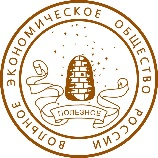 ВОЛЬНОЕ ЭКОНОМИЧЕСКОЕ ОБЩЕСТВО РОССИИ
ПОЛЕЗНОЕ